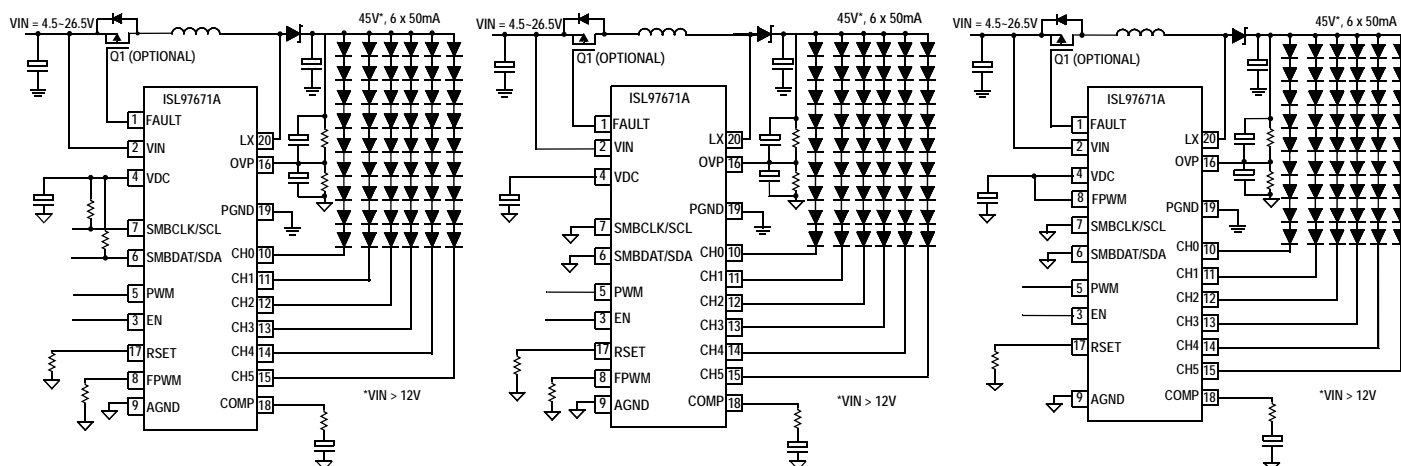 VIN = 4.5~26.5V
45V*, 6 x 50mA
Q1 (OPTIONAL)
ISL97671A
1 FAULT
LX 20
2 VIN
OVP 16
4 VDC
PGND 19
7 SMBCLK/SCL
6 SMBDAT/SDA
CH0 10
CH1 11
5 PWM
CH2 12
3 EN
CH3 13
17 RSET
CH4 14
8 FPWM
CH5 15
*VIN > 12V
9 AGND
COMP 18
VIN = 4.5~26.5V
45V*, 6 x 50mA
Q1 (OPTIONAL)
ISL97671A
1 FAULT
LX 20
2 VIN
OVP 16
4 VDC
PGND 19
7 SMBCLK/SCL
6 SMBDAT/SDA
CH0 10
CH1 11
5 PWM
CH2 12
3 EN
CH3 13
17 RSET
CH4 14
8 FPWM
CH5 15
*VIN > 12V
9 AGND
COMP 18
VIN = 4.5~26.5V
45V*, 6 x 50mA
Q1 (OPTIONAL)
ISL97671A
1 FAULT
LX 20
2 VIN
OVP 16
4 VDC
8 FPWM
PGND 19
7 SMBCLK/SCL
6 SMBDAT/SDA
CH0 10
CH1 11
5 PWM
CH2 12
3 EN
CH3 13
17 RSET
CH4 14
CH5 15
*VIN > 12V
9 AGND
COMP 18